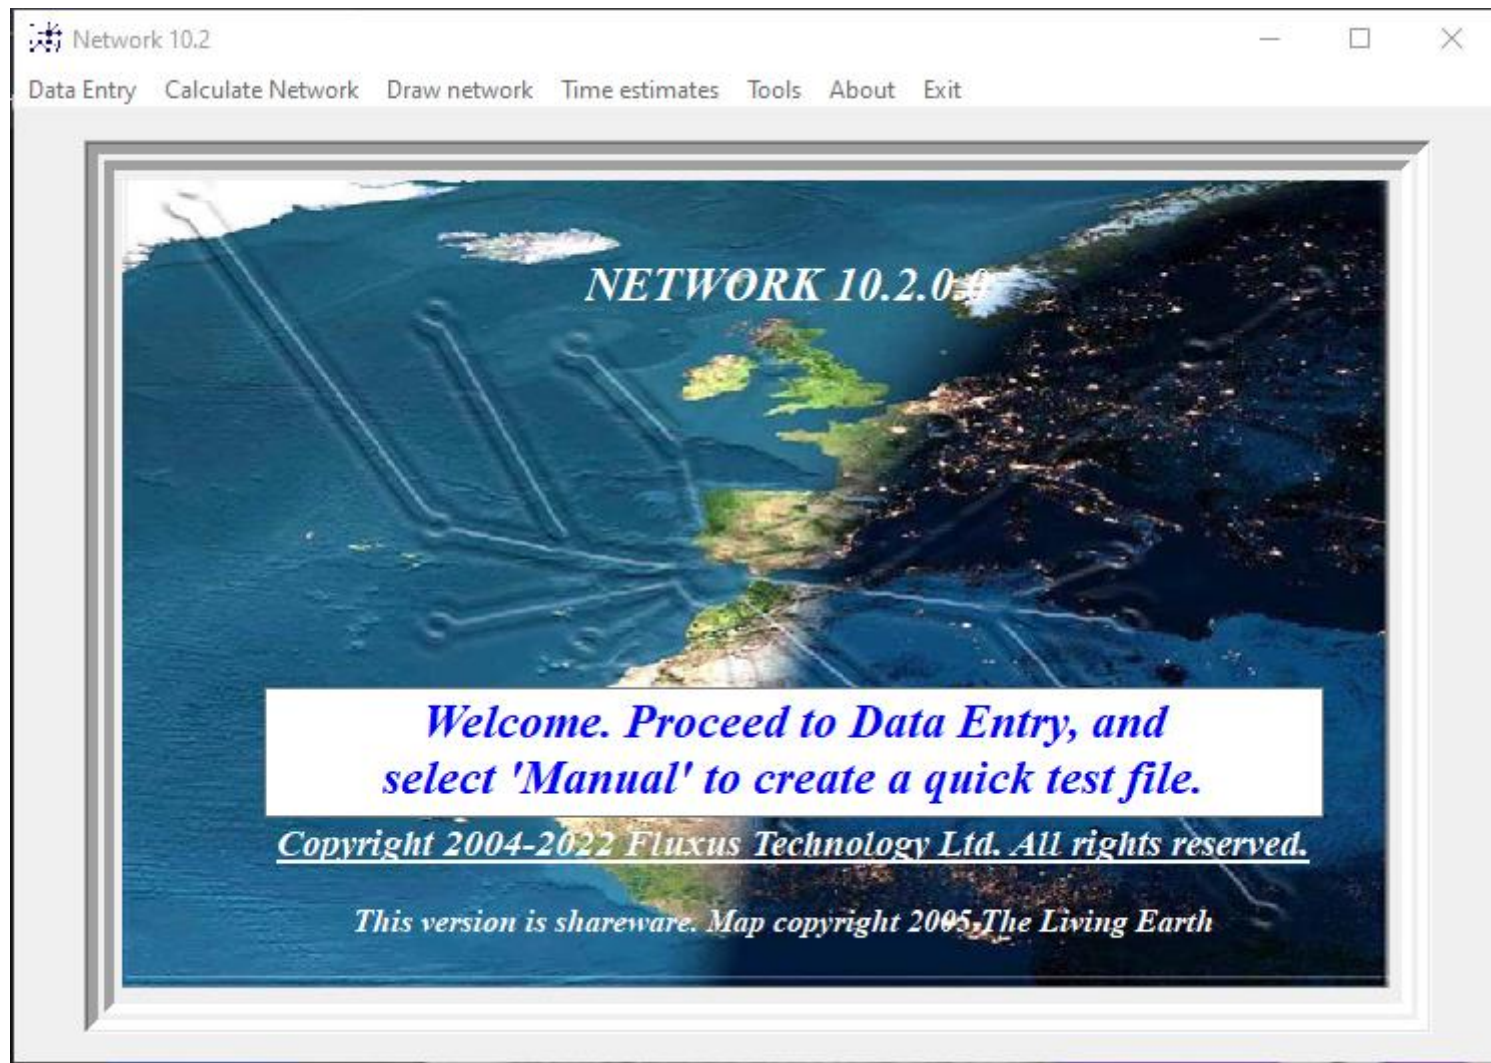 Network 10.2
Data Entry Calculate Network Draw network Time estimates Tools About Exit
NETWORK 10.2.0.0
Welcome. Proceed to Data Entry, and
select 'Manual' to create a quick test file.
Copyright 2004-2022 Fluxus Technology Ltd. All rights reserved.
This version is shareware. Map copyright 2005 The Living Earth